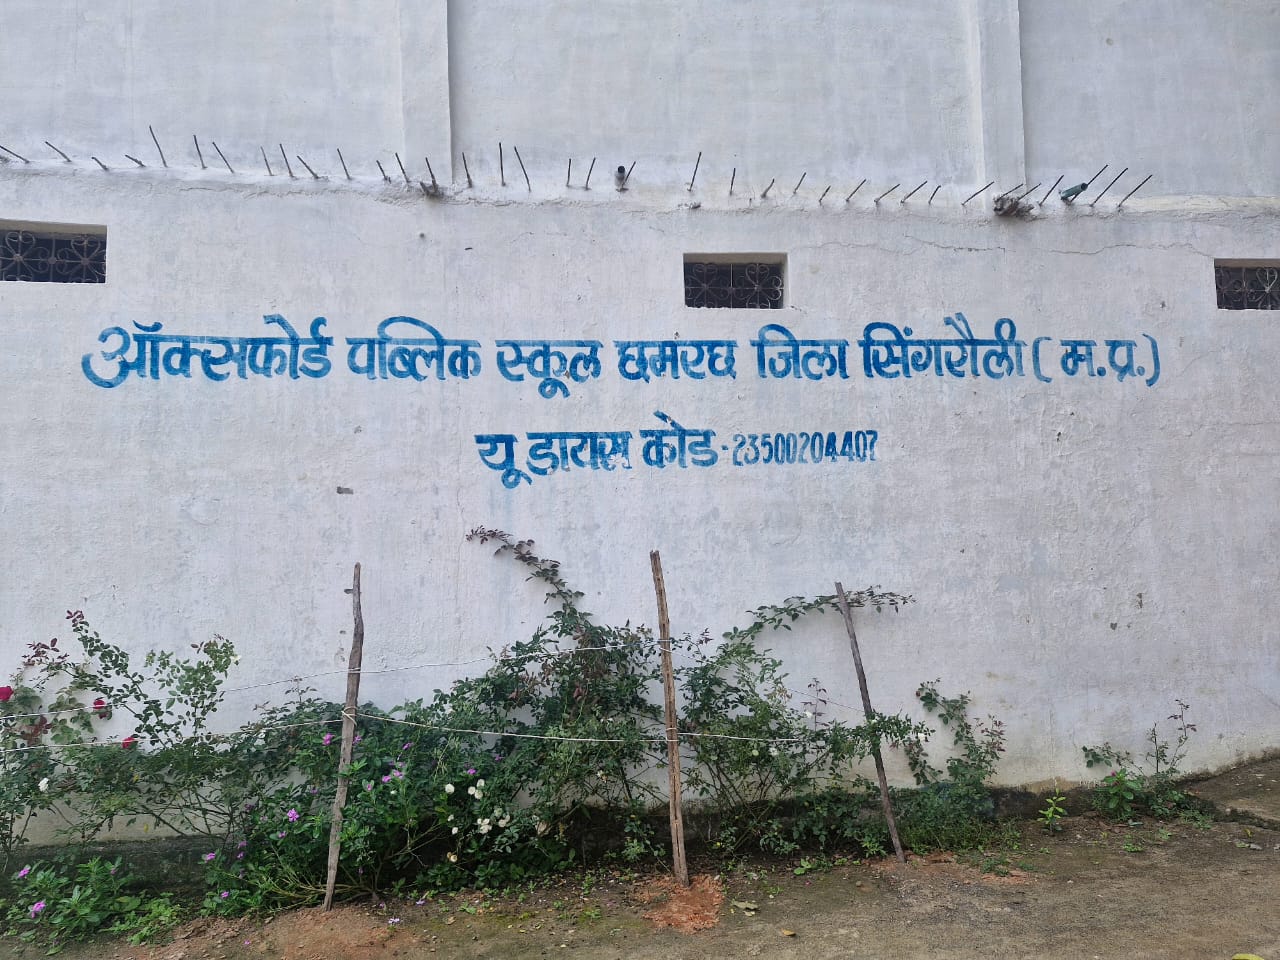 ऑक्सफोर्ड पब्लिक स्कूल छमरछ जिला सिंगरौली ( म.प्र.)
यू डायस कोड - 23500204407